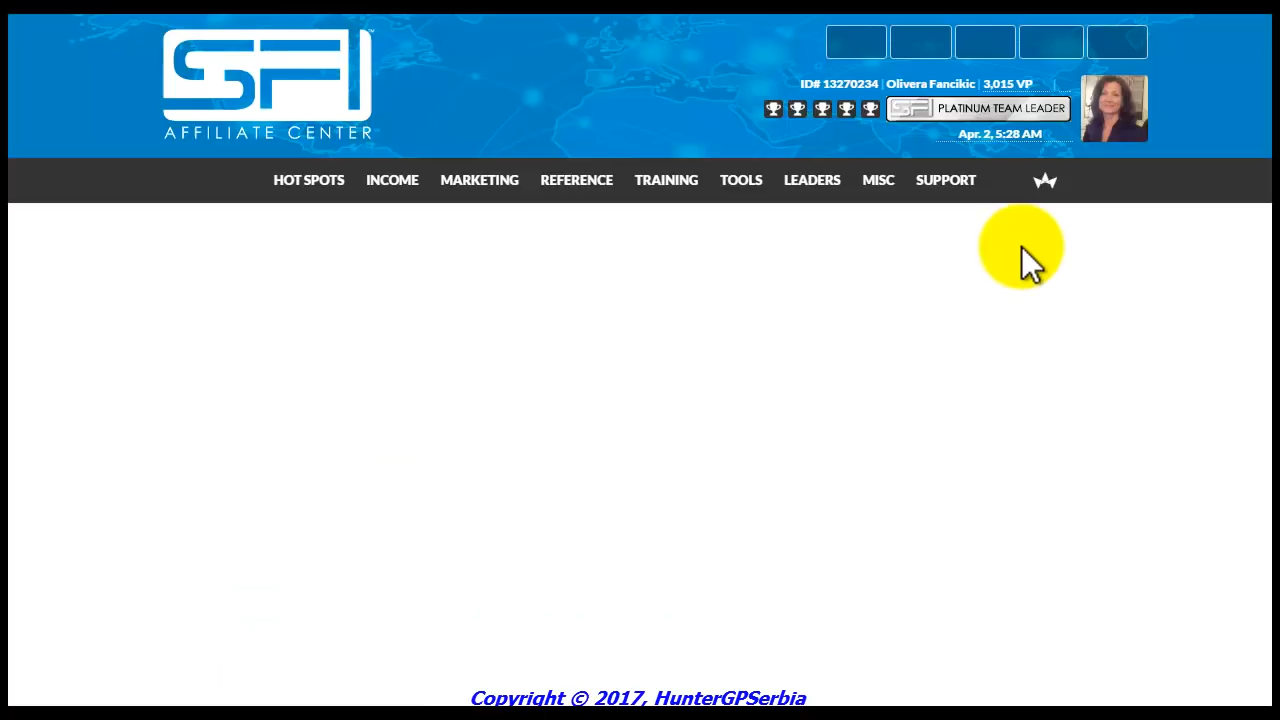 SFI
AFFILIATE CENTER
ID# 13270234 | Olivera Fancikic | 3,015 VP |
SFI PLATINUM TEAM LEADER
Apr. 2, 5:28 AM
HOT SPOTS INCOME MARKETING REFERENCE TRAINING TOOLS LEADERS MISC SUPPORT
Copyright © 2017, HunterGPSerbia